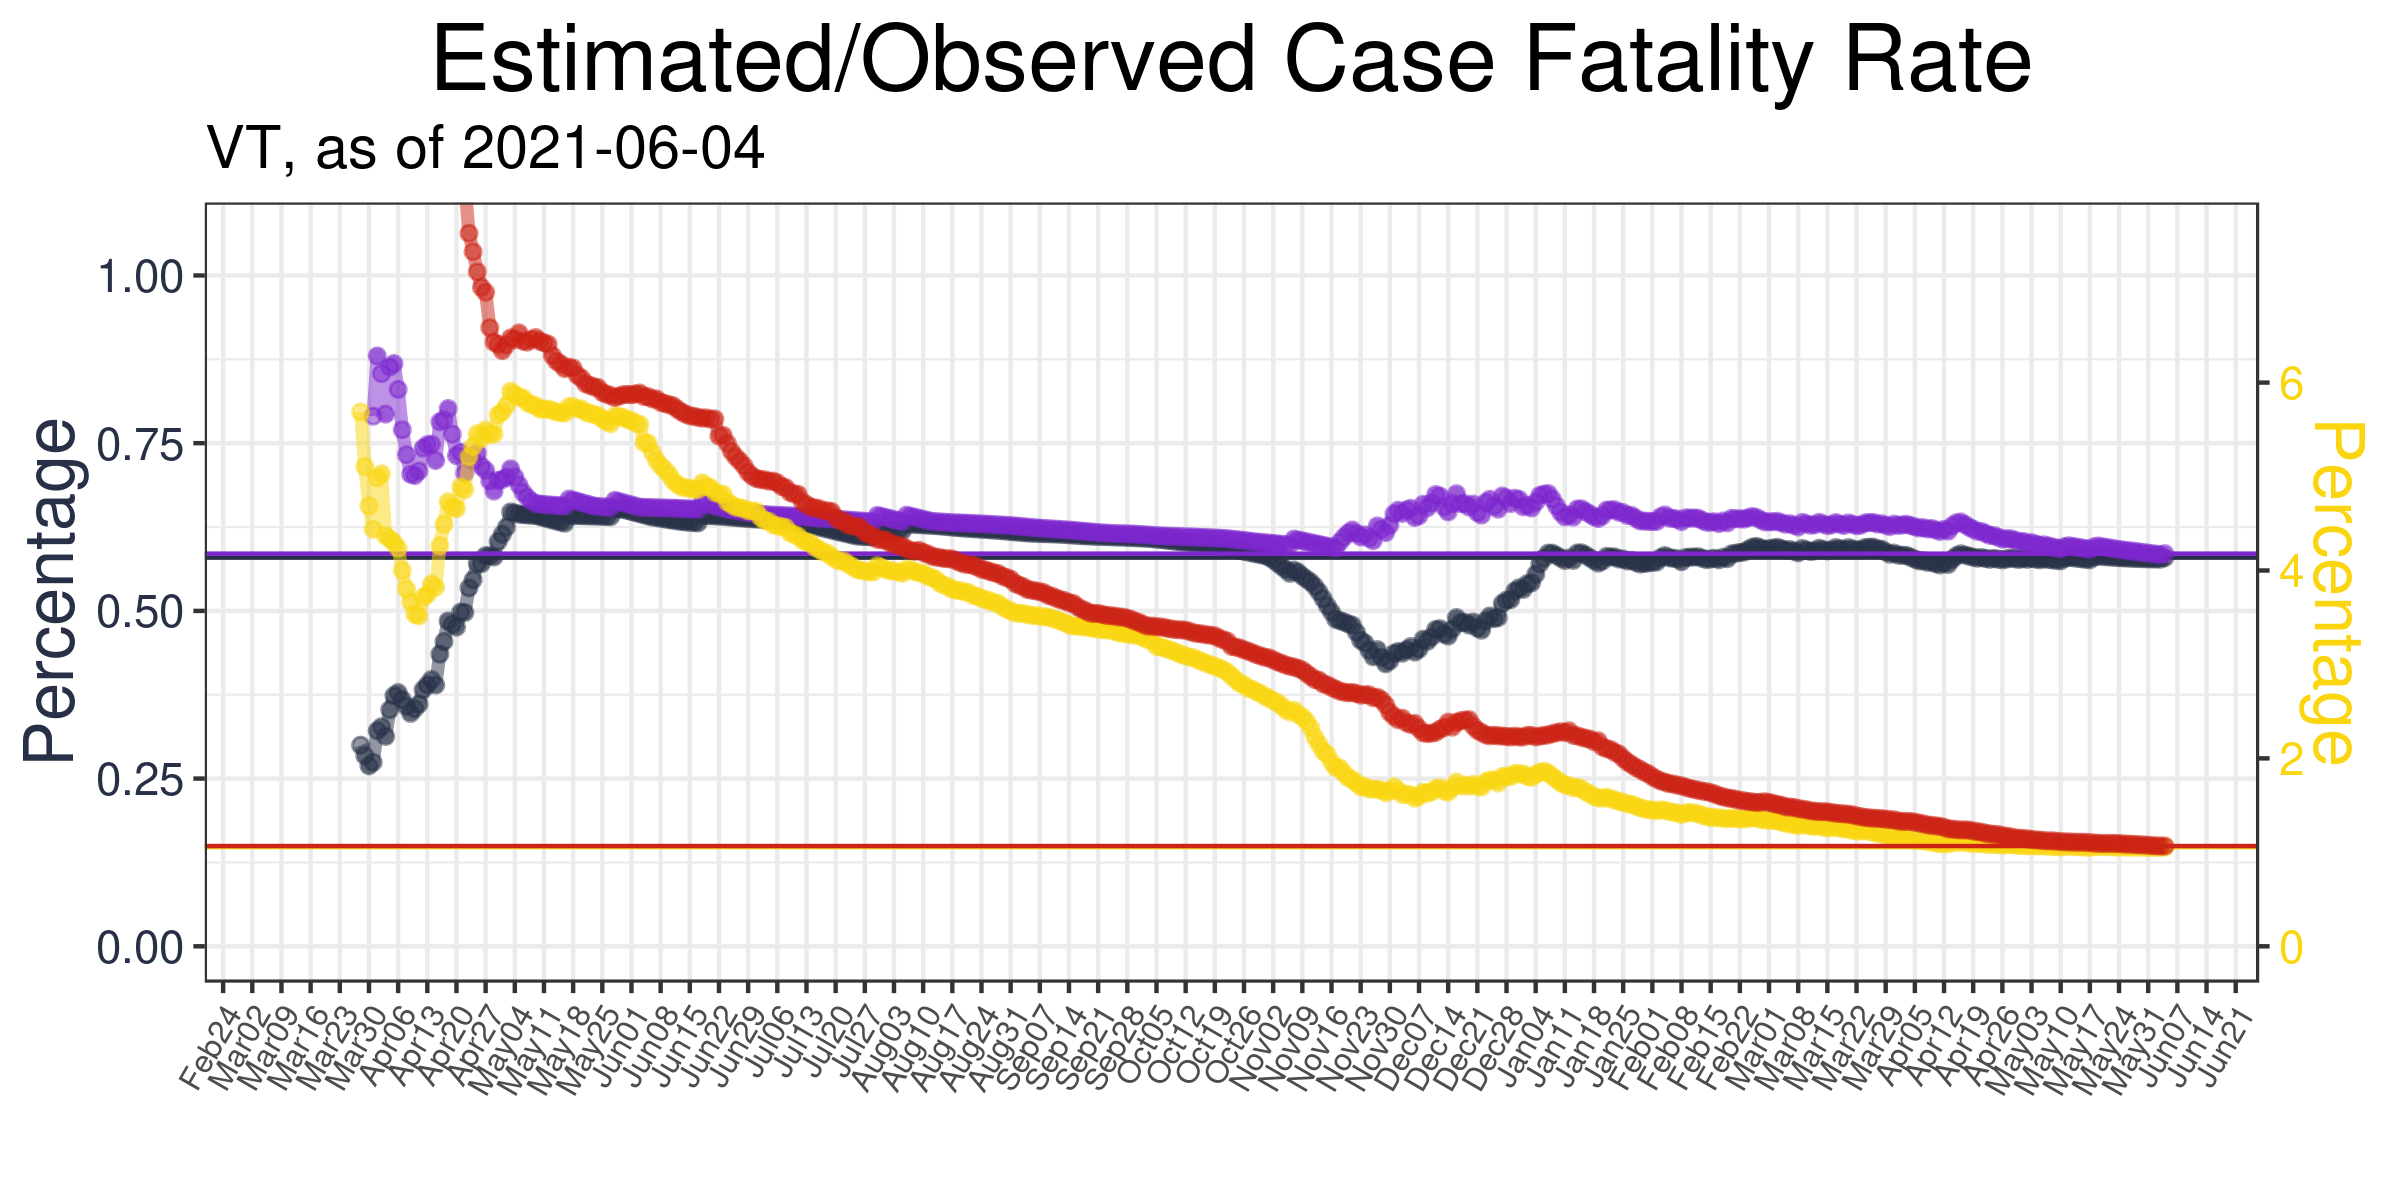 Estimated/Observed Case Fatality Rate
VT, as of 2021-06-04
Percentage
1.00
0.75
0.50
0.25
0.00
6
4
2
0
Percentage
Feb24
Mar02
Mar09
Mar16
Mar23
Mar30
Apr06
Apr13
Apr20
Apr27
May04
May11
May18
May25
Jun01
Jun08
Jun15
Jun22
Jun29
Jul06
Jul13
Jul20
Jul27
Aug03
Aug10
Aug17
Aug24
Aug31
Sep07
Sep14
Sep21
Sep28
Oct05
Oct12
Oct19
Oct26
Nov02
Nov09
Nov16
Nov23
Nov30
Dec07
Dec14
Dec21
Dec28
Jan04
Jan11
Jan18
Jan25
Feb01
Feb08
Feb15
Feb22
Mar01
Mar08
Mar15
Mar22
Mar29
Apr05
Apr12
Apr19
Apr26
May03
May10
May17
May24
May31
Jun07
Jun14
Jun21